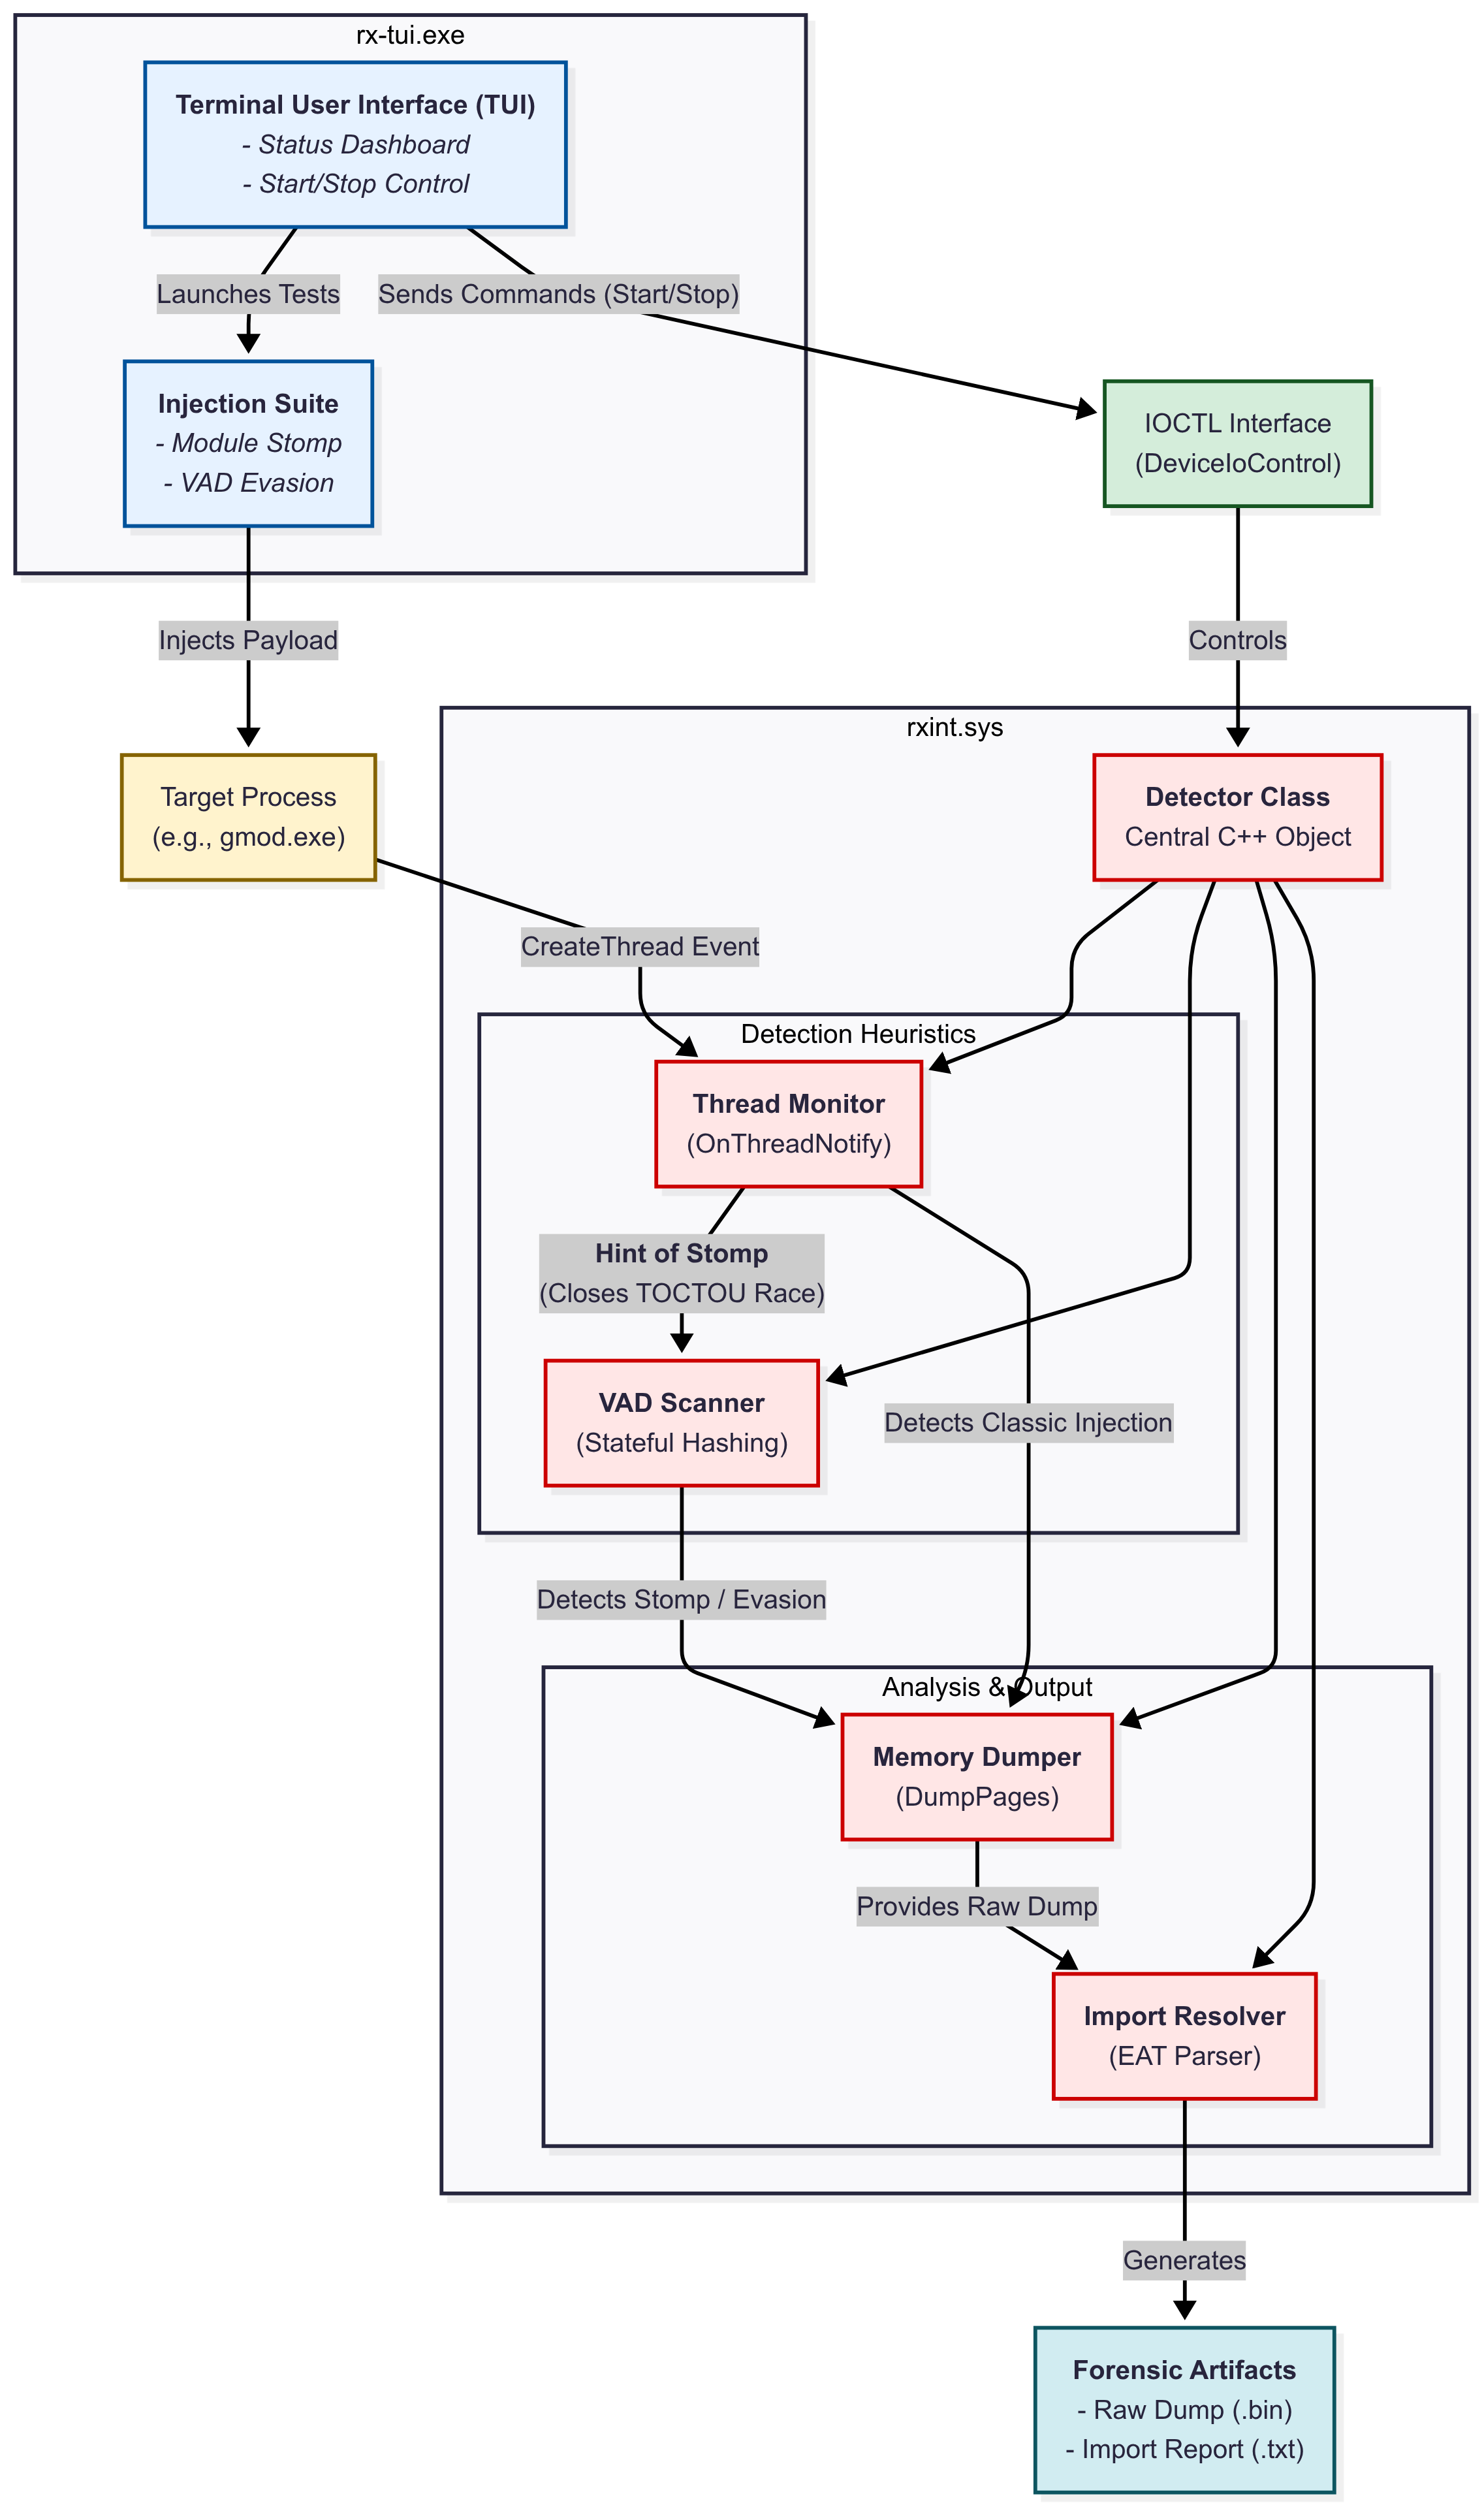 rx-tui.exe
Terminal User Interface (TUI)
- Status Dashboard
- Start/Stop Control
Launches Tests
Sends Commands (Start/Stop)
Injection Suite
- Module Stomp
- VAD Evasion
IOCTL Interface
(DeviceIoControl)
Injects Payload
Controls
rxint.sys
Target Process
(e.g., gmod.exe)
Detector Class
Central C++ Object
CreateThread Event
Detection Heuristics
Thread Monitor
(OnThreadNotify)
Hint of Stomp
(Closes TOCTOU Race)
VAD Scanner
(Stateful Hashing)
Detects Classic Injection
Detects Stomp / Evasion
Analysis & Output
Memory Dumper
(DumpPages)
Provides Raw Dump
Import Resolver
(EAT Parser)
Generates
Forensic Artifacts
- Raw Dump (.bin)
- Import Report (.txt)